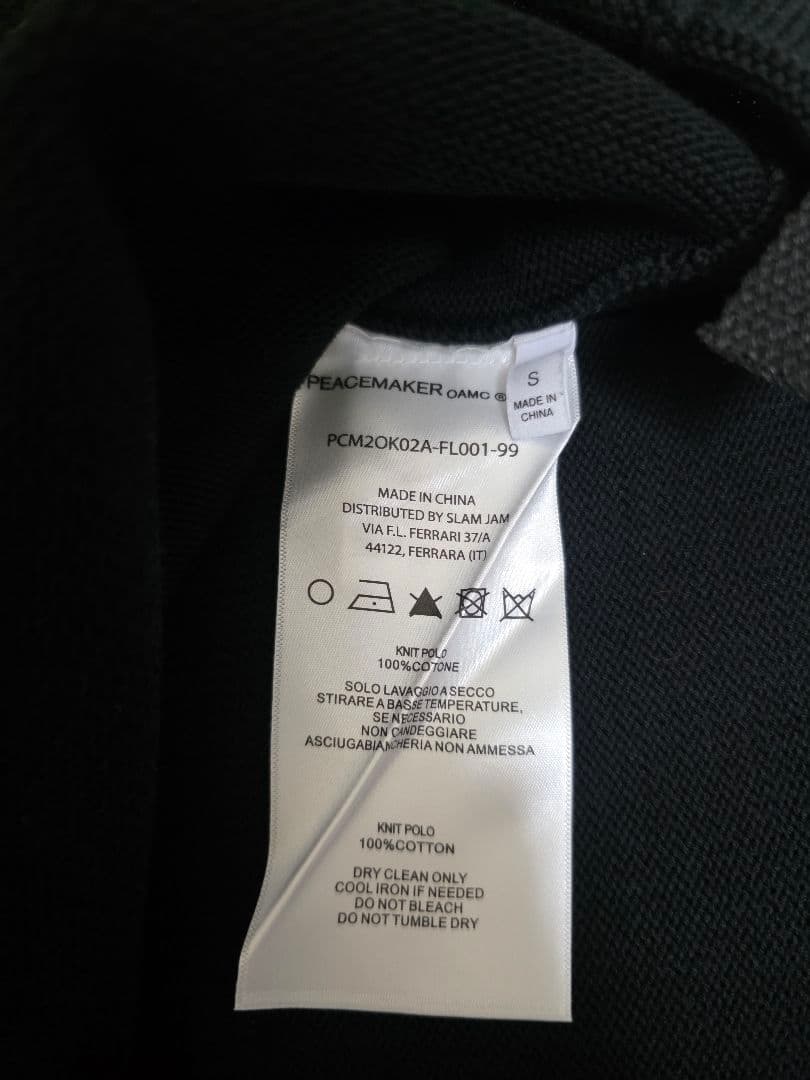 PEACEMAKER OAMC ®
S
MADE IN
CHINA
PCM2OK02A-FL001-99
MADE IN CHINA
DISTRIBUTED BY SLAM JAM
VIA F.L. FERRARI 37/A
44122, FERRARA (IT)
KNIT POLO
100%COTONE
SOLO LAVAGGIO A SECCO
STIRARE A BASSE TEMPERATURE,
SE NECESSARIO
NON CANDEGGIARE
ASCIUGABIANCHERIA NON AMMESSA
KNIT POLO
100%COTTON
DRY CLEAN ONLY
COOL IRON IF NEEDED
DO NOT BLEACH
DO NOT TUMBLE DRY